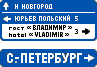 Н НОВГОРОД
ЮРЬЕВ ПОЛЬСКИЙ 5
гост «ВЛАДИМИР»
hotel «VLADIMIR» 3
С-ПЕТЕРБУРГ